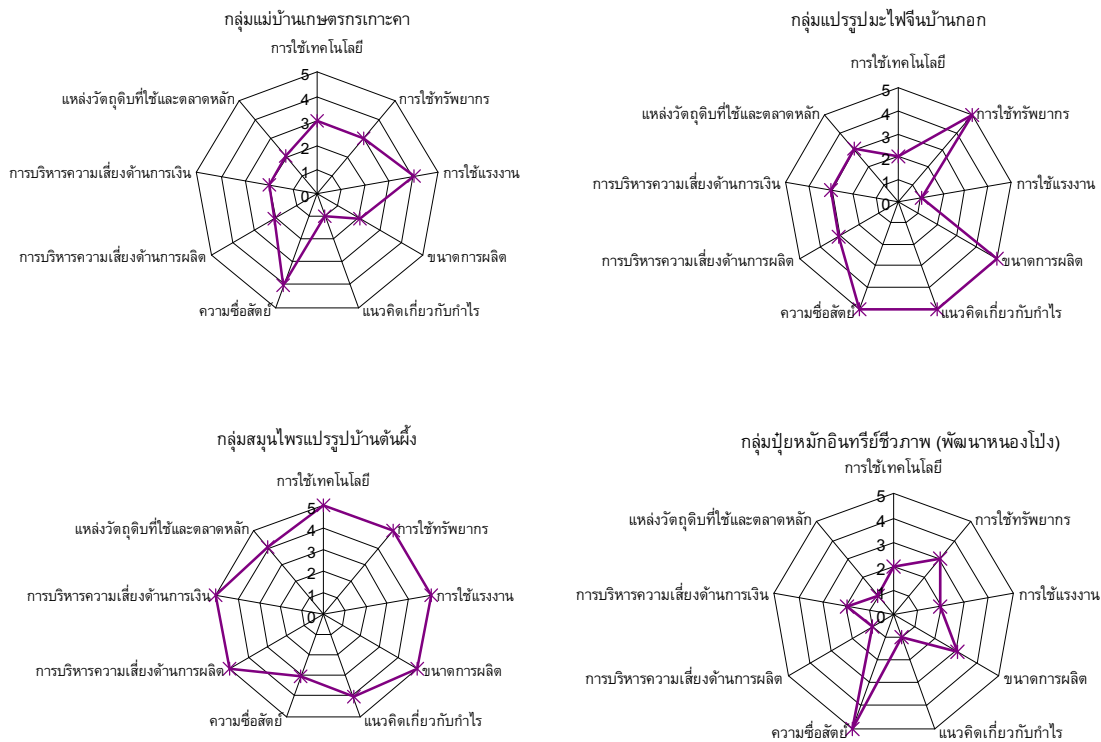 กลุ่มแม่บ้านเกษตรกรเกาะคา
การใช้เทคโนโลยี
5
4
3
2
1
0
การใช้ทรัพยากร
การใช้แรงงาน
ขนาดการผลิต
แนวคิดเกี่ยวกับกำไร
ความซื่อสัตย์
การบริหารความเสี่ยงด้านการผลิต
การบริหารความเสี่ยงด้านการเงิน
แหล่งวัตถุดิบที่ใช้และตลาดหลัก
กลุ่มแปรรูปมะไฟจีนบ้านกอก
การใช้เทคโนโลยี
5
4
3
2
1
0
การใช้ทรัพยากร
การใช้แรงงาน
ขนาดการผลิต
แนวคิดเกี่ยวกับกำไร
ความซื่อสัตย์
การบริหารความเสี่ยงด้านการผลิต
การบริหารความเสี่ยงด้านการเงิน
แหล่งวัตถุดิบที่ใช้และตลาดหลัก
กลุ่มสมุนไพรแปรรูปบ้านต้นผึ้ง
การใช้เทคโนโลยี
5
4
3
2
1
0
การใช้ทรัพยากร
การใช้แรงงาน
ขนาดการผลิต
แนวคิดเกี่ยวกับกำไร
ความซื่อสัตย์
การบริหารความเสี่ยงด้านการผลิต
การบริหารความเสี่ยงด้านการเงิน
แหล่งวัตถุดิบที่ใช้และตลาดหลัก
กลุ่มปุ๋ยหมักอินทรีย์ชีวภาพ (พัฒนาหนองโป่ง)
การใช้เทคโนโลยี
5
4
3
2
1
0
การใช้ทรัพยากร
การใช้แรงงาน
ขนาดการผลิต
แนวคิดเกี่ยวกับกำไร
ความซื่อสัตย์
การบริหารความเสี่ยงด้านการผลิต
การบริหารความเสี่ยงด้านการเงิน
แหล่งวัตถุดิบที่ใช้และตลาดหลัก